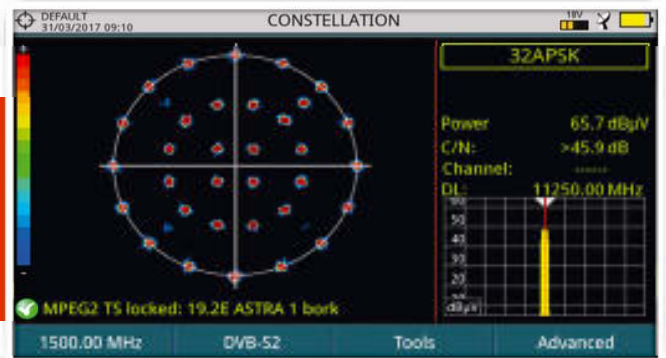 DEFAULT
31/03/2017 09:10
CONSTELLATION
18V
32APSK
Power 65.7 dBµV
C/N: >45.9 dB
Channel: ------
DL: 11250.00 MHz
50
40
30
20
dBµV
MPEG2 TS locked: 19.2E ASTRA 1 bork
1500.00 MHz DVB-S2 Tools Advanced